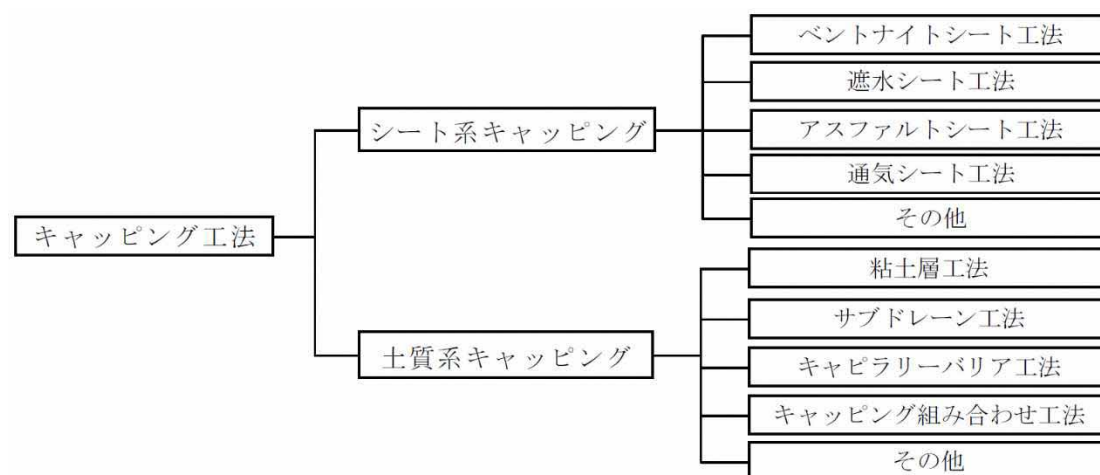 ベントナイトシート工法
遮水シート工法
シート系キャッピング
アスファルトシート工法
通気シート工法
その他
キャッピング工法
粘土層工法
サブドレーン工法
土質系キャッピング
キャピラリーバリア工法
キャッピング組み合わせ工法
その他